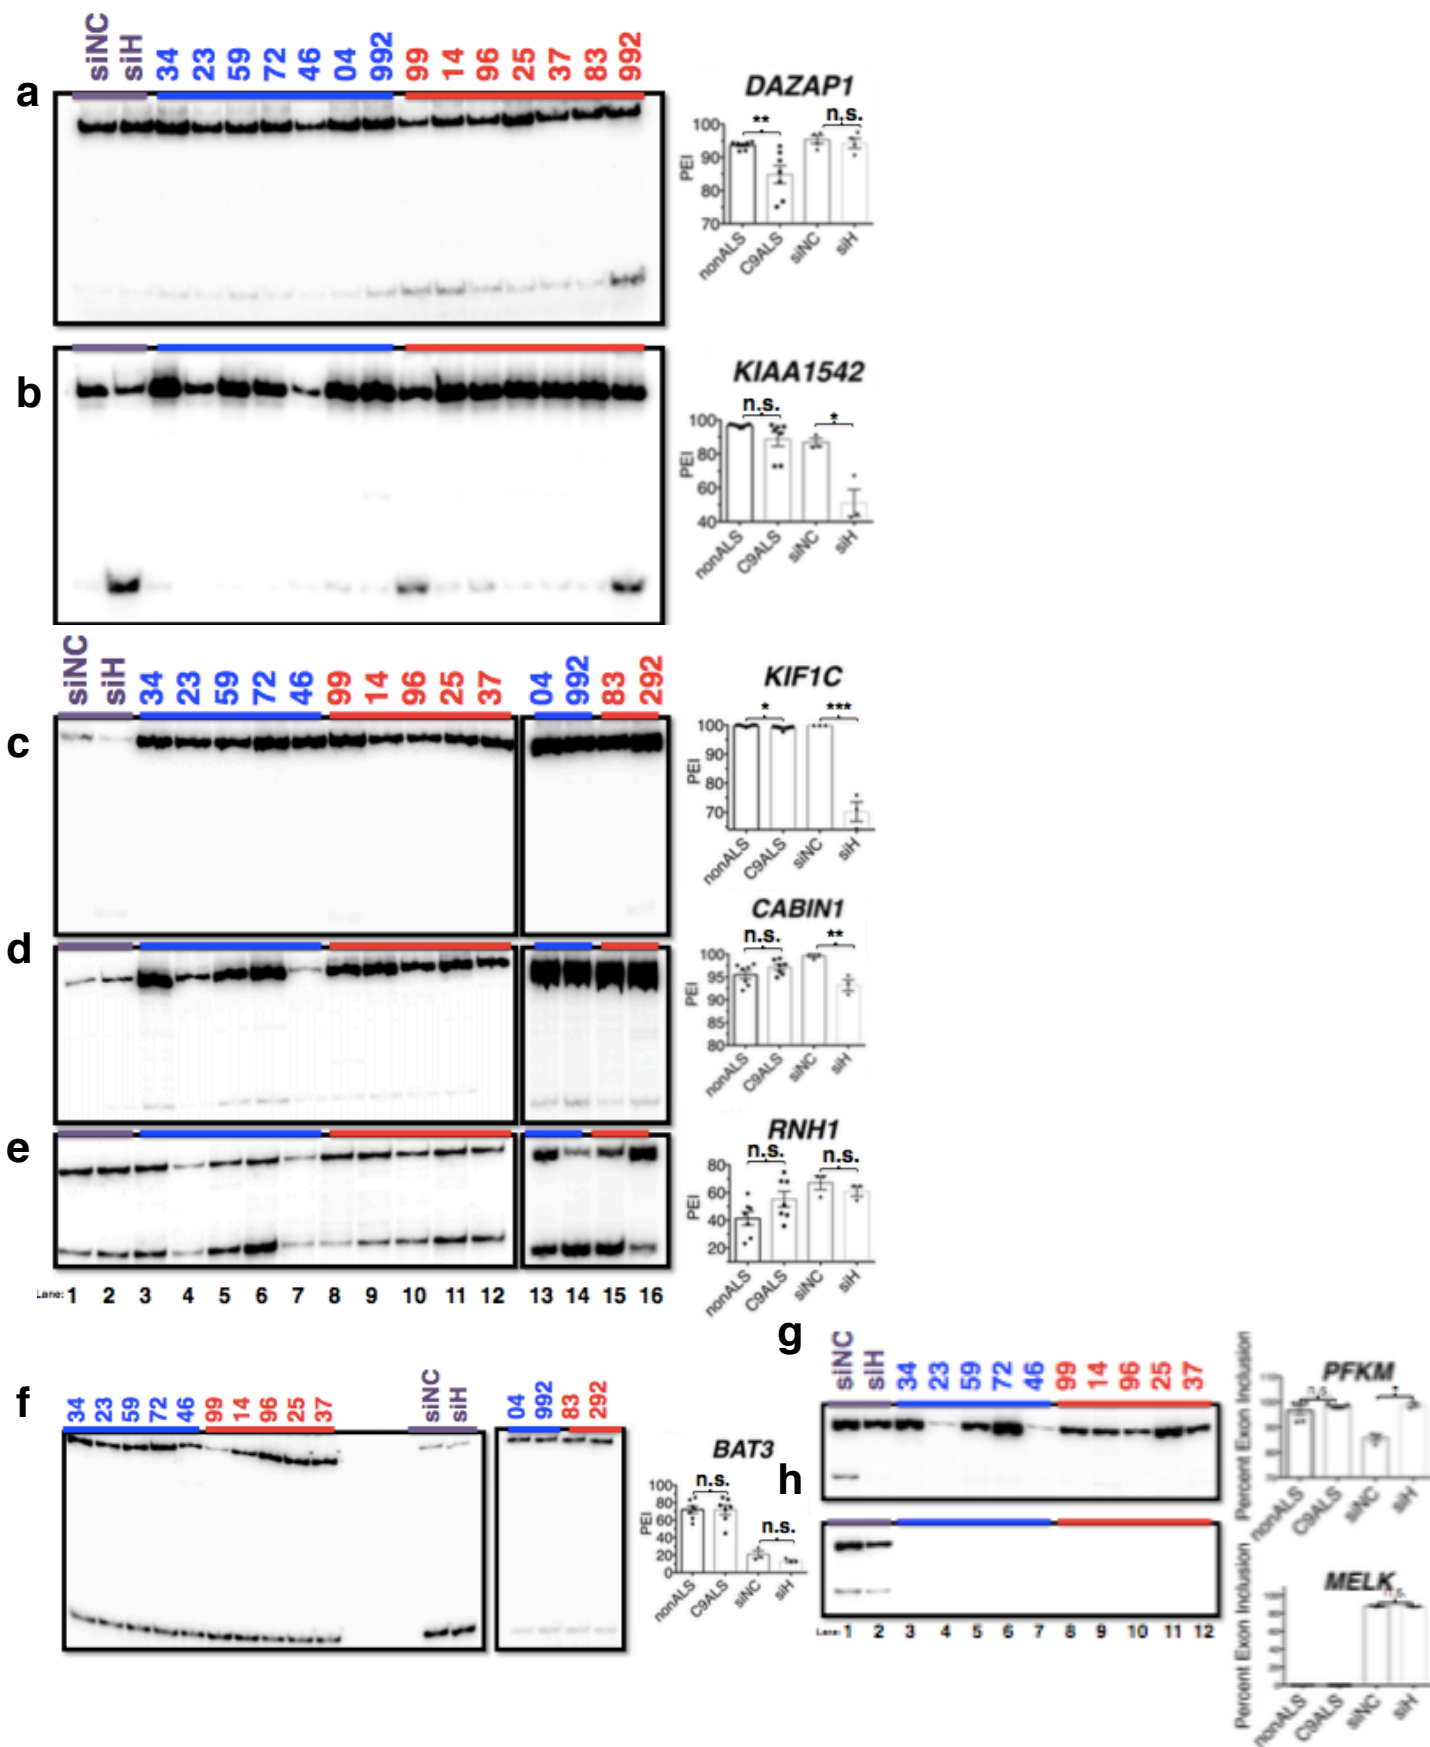 a
siNC siH 34 23 59 72 46 04 992 99 14 96 25 37 83 992
DAZAP1
** n.s.
PEI
100
90
80
70
nonALS C9ALS siNC siH
b
KIAA1542
n.s. *
PEI
100
80
60
40
nonALS C9ALS siNC siH
siNC siH 34 23 59 72 46 99 14 96 25 37 04 992 83 292
c
KIF1C
* ***
PEI
100
90
80
70
nonALS C9ALS siNC siH
d
CABIN1
n.s. **
PEI
100
95
90
85
80
nonALS C9ALS siNC siH
e
RNH1
n.s. n.s.
PEI
80
60
40
20
nonALS C9ALS siNC siH
Lane: 1 2 3 4 5 6 7 8 9 10 11 12 13 14 15 16
f
34 23 59 72 46 99 14 96 25 37 siNC siH 04 992 83 292
BAT3
n.s. n.s.
PEI
100
80
60
40
20
0
nonALS C9ALS siNC siH
g
siNC siH 34 23 59 72 46 99 14 96 25 37
PFKM
n.s.
Percent Exon Inclusion
nonALS C9ALS siNC siH
h
MELK
n.s.
Percent Exon Inclusion
nonALS C9ALS siNC siH
Lane: 1 2 3 4 5 6 7 8 9 10 11 12